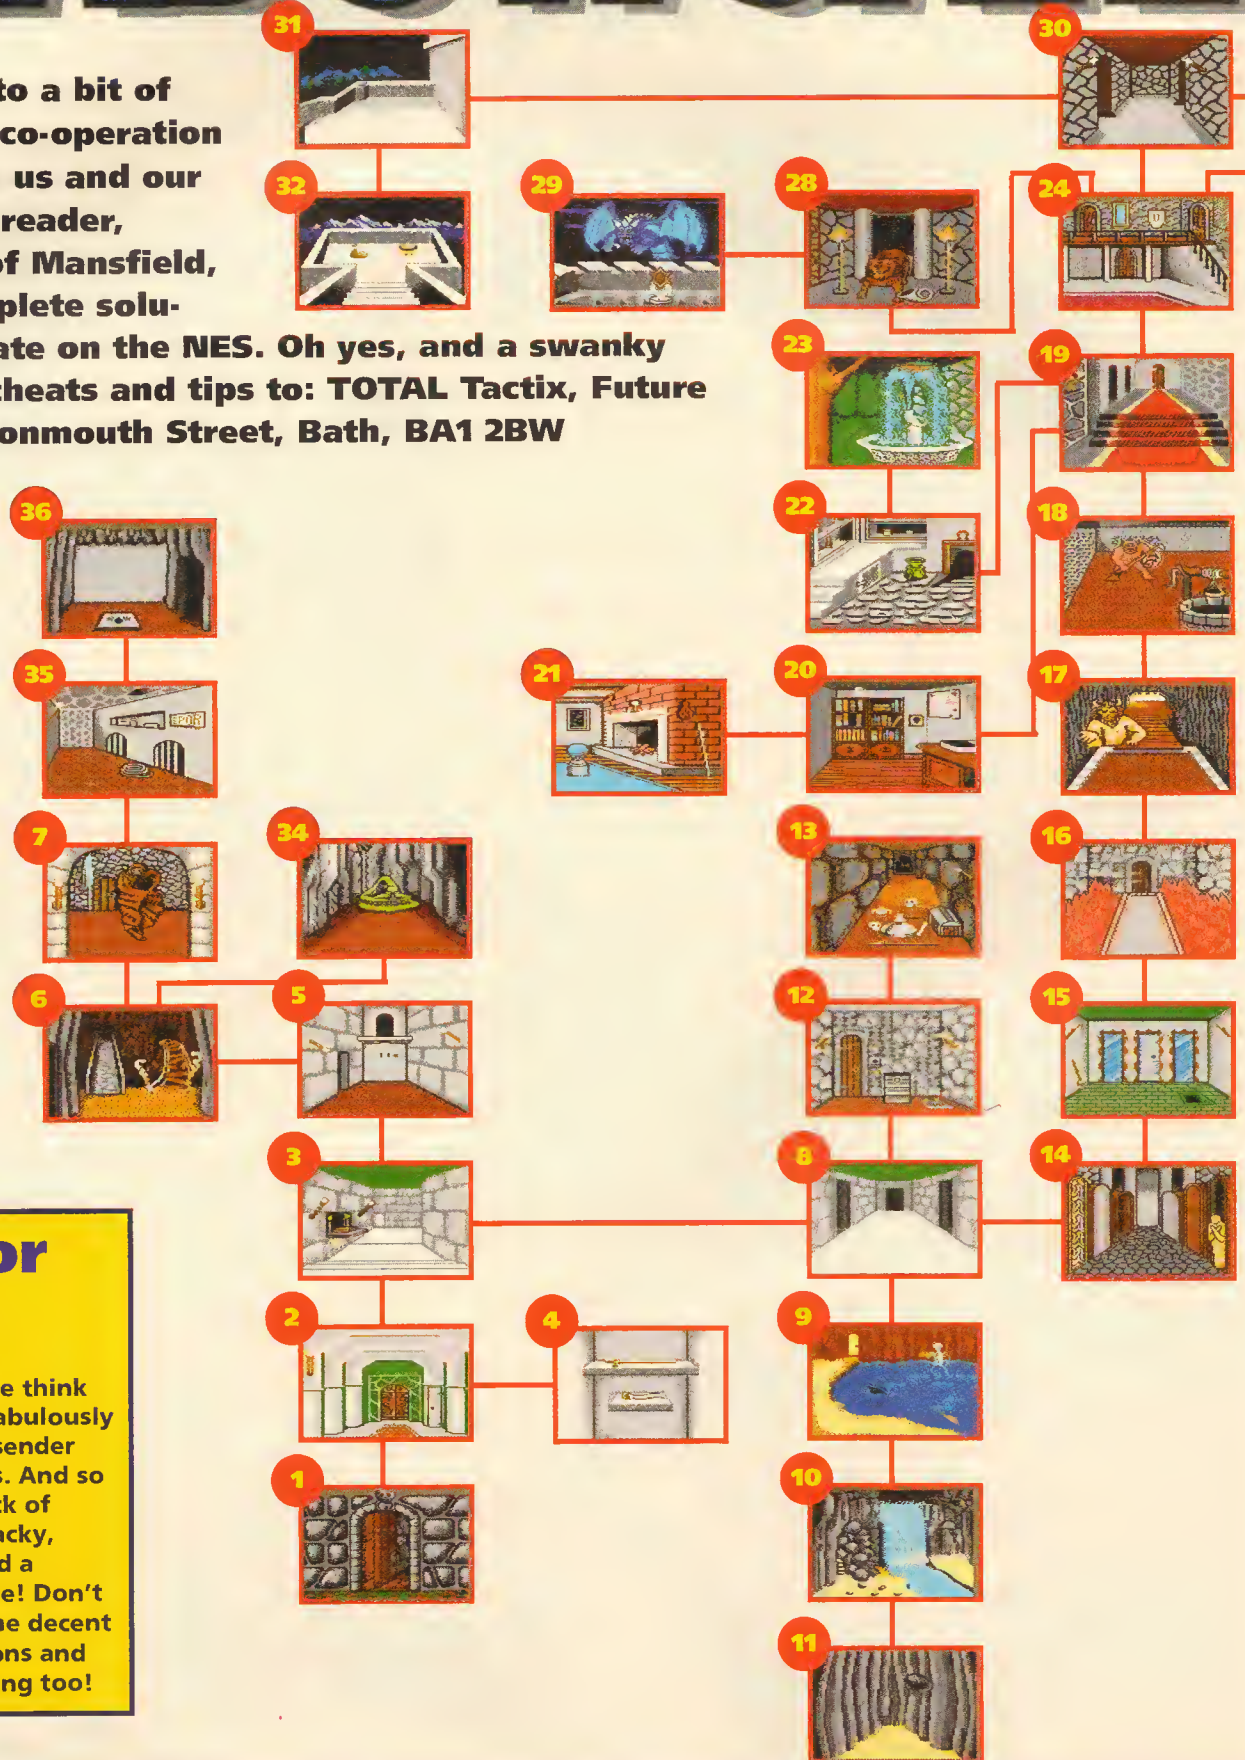 31
30
to a bit of
co-operation
us and our
reader,
of Mansfield,
plete solu-
ate on the NES. Oh yes, and a swanky
cheats and tips to: TOTAL Tactix, Future
onmouth Street, Bath, BA1 2BW
32
29
28
24
23
19
36
22
18
35
21
20
17
7
34
13
16
6
5
12
15
3
8
14
2
4
9
1
10
11
or
e think
abulously
sender
s. And so
k of
acky,
d a
e! Don't
ne decent
ons and
ng too!